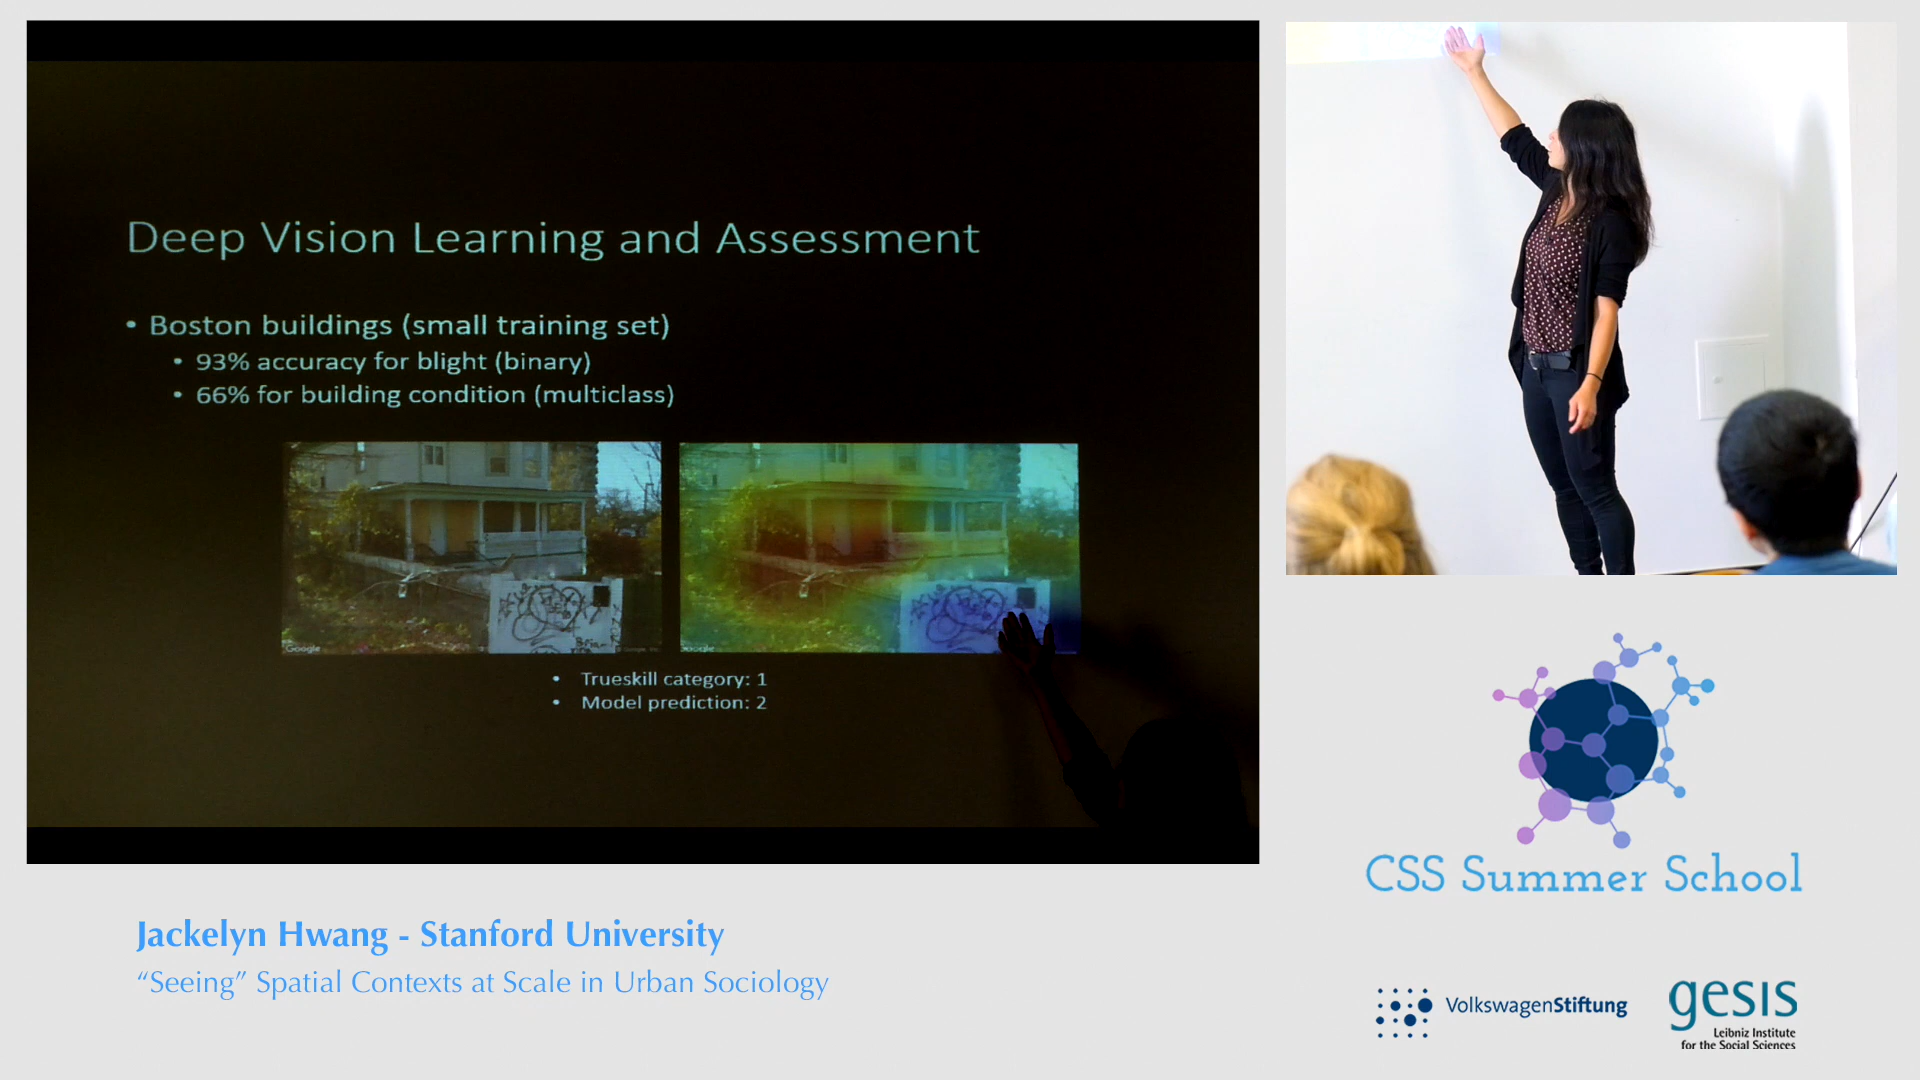 Deep Vision Learning and Assessment
• Boston buildings (small training set)
• 93% accuracy for blight (binary)
• 66% for building condition (multiclass)
Google
Google
• Trueskill category: 1
• Model prediction: 2
CSS Summer School
Jackelyn Hwang - Stanford University
“Seeing” Spatial Contexts at Scale in Urban Sociology
VolkswagenStiftung
gesis
Leibniz Institute
for the Social Sciences